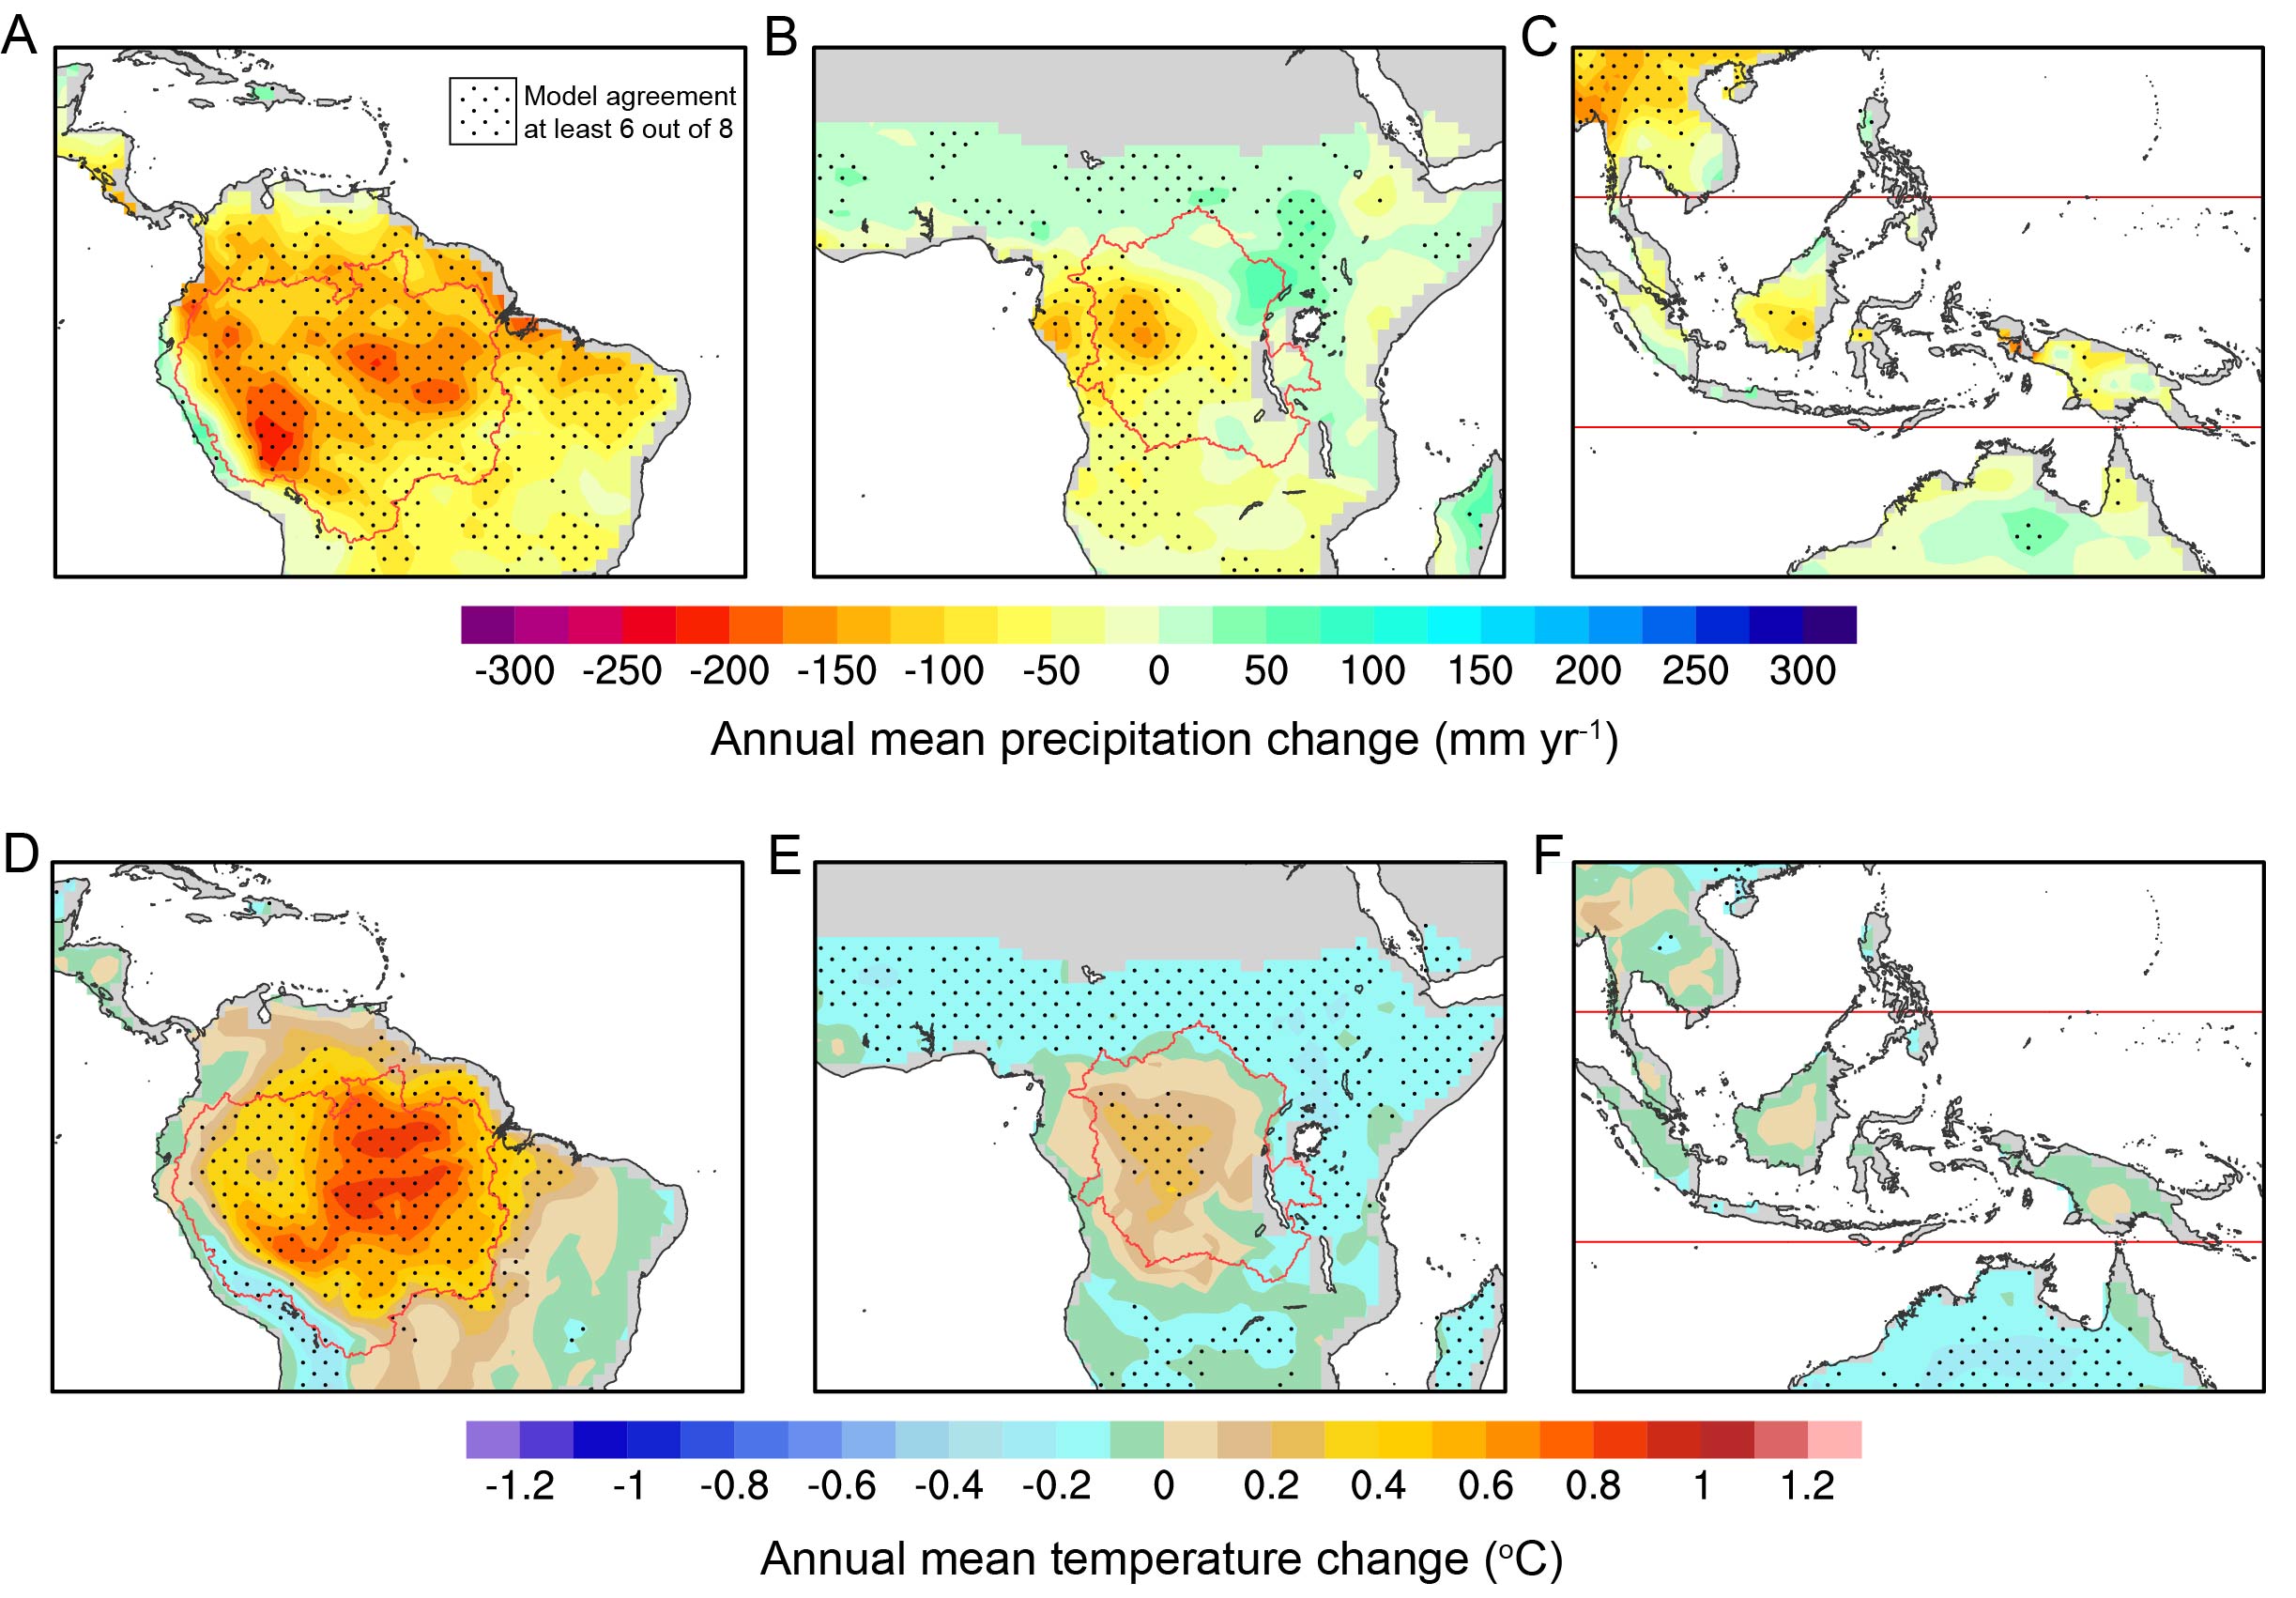 A
B
C
Model agreement
at least 6 out of 8
-300 -250 -200 -150 -100 -50 0 50 100 150 200 250 300
Annual mean precipitation change (mm yr-1)
D
E
F
-1.2 -1 -0.8 -0.6 -0.4 -0.2 0 0.2 0.4 0.6 0.8 1 1.2
Annual mean temperature change (oC)